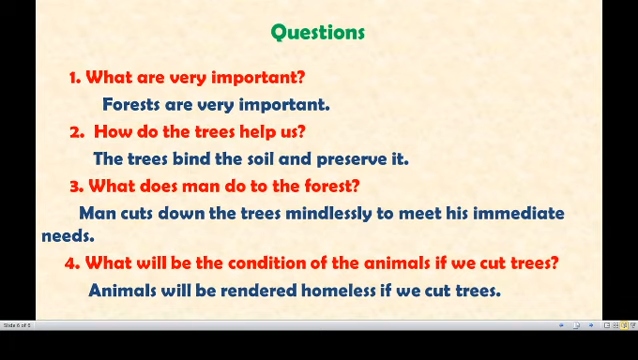 Questions
1. What are very important?
Forests are very important.
2. How do the trees help us?
The trees bind the soil and preserve it.
3. What does man do to the forest?
Man cuts down the trees mindlessly to meet his immediate
needs.
4. What will be the condition of the animals if we cut trees?
Animals will be rendered homeless if we cut trees.
Slide 6 of 5